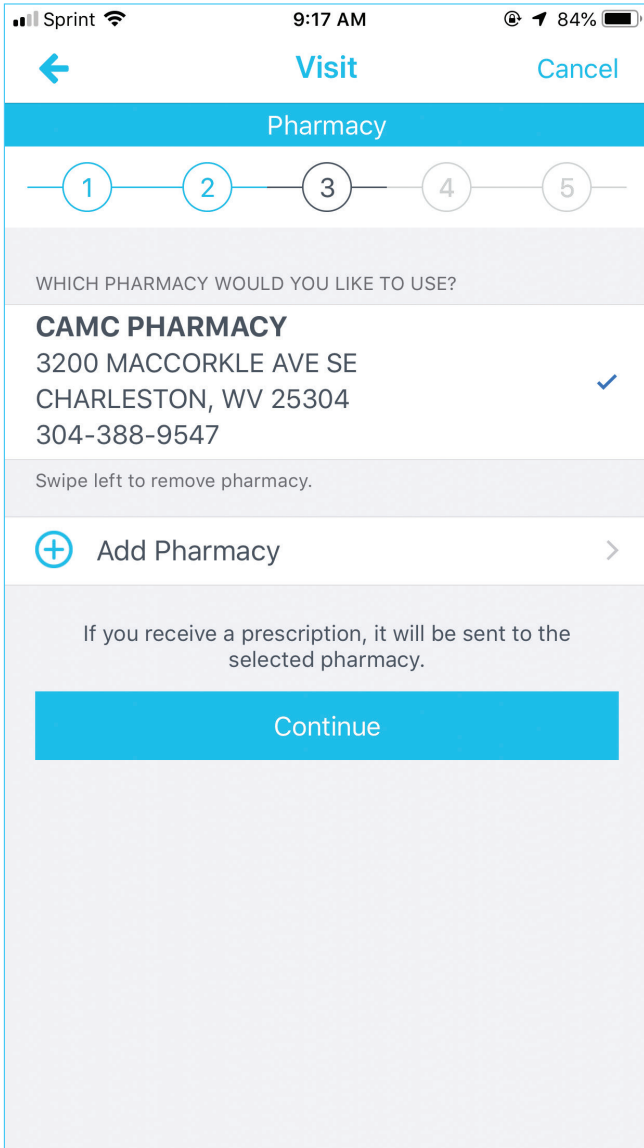 Sprint 9:17 AM 84%
Visit Cancel
Pharmacy
1 2 3 4 5
WHICH PHARMACY WOULD YOU LIKE TO USE?
CAMC PHARMACY
3200 MACCORKLE AVE SE
CHARLESTON, WV 25304
304-388-9547
Swipe left to remove pharmacy.
Add Pharmacy
If you receive a prescription, it will be sent to the
selected pharmacy.
Continue